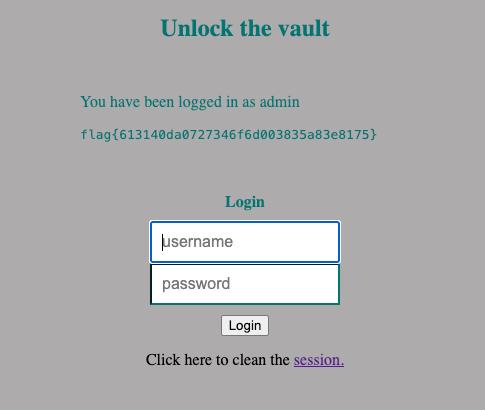 Unlock the vault
You have been logged in as admin
flag{613140da0727346f6d003835a83e8175}
Login
username
password
Login
Click here to clean the session.